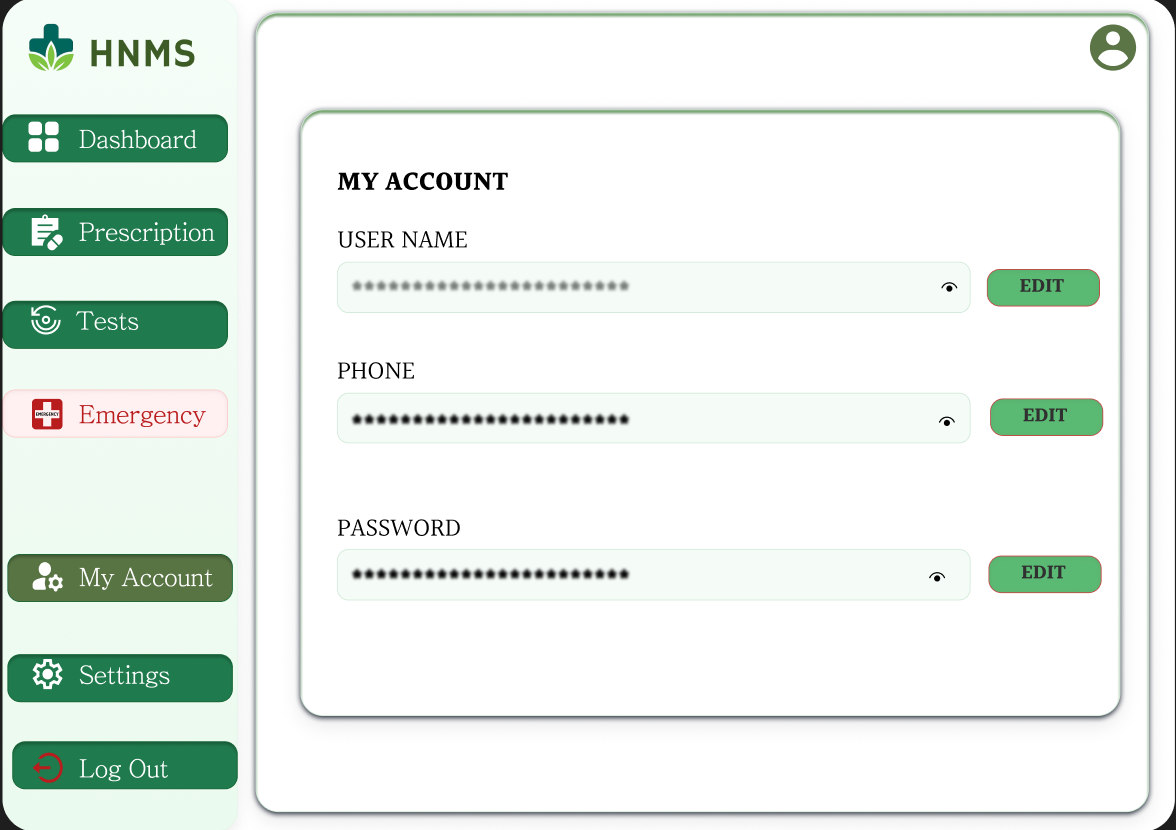 HNMS
Dashboard
Prescription
Tests
EMERGENCY
Emergency
My Account
Settings
Log Out
MY ACCOUNT
USER NAME
***********************
EDIT
PHONE
***********************
EDIT
PASSWORD
***********************
EDIT